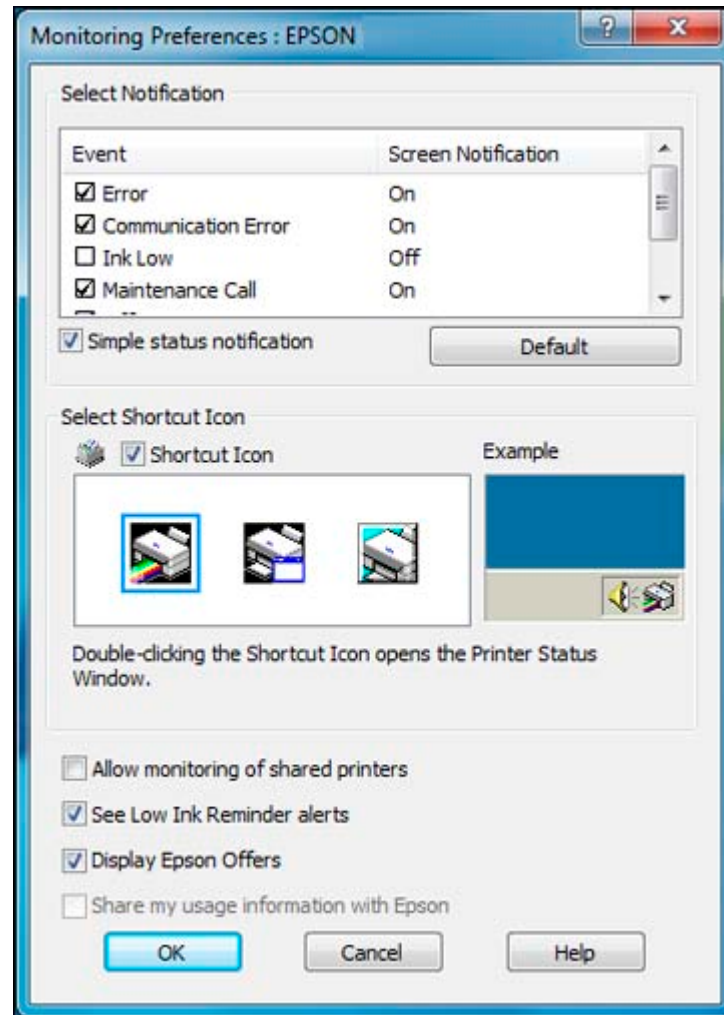 Monitoring Preferences : EPSON
Select Notification
Event Screen Notification
Error On
Communication Error On
Ink Low Off
Maintenance Call On
Simple status notification Default
Select Shortcut Icon
Shortcut Icon Example
Double-clicking the Shortcut Icon opens the Printer Status
Window.
Allow monitoring of shared printers
See Low Ink Reminder alerts
Display Epson Offers
Share my usage information with Epson
OK Cancel Help